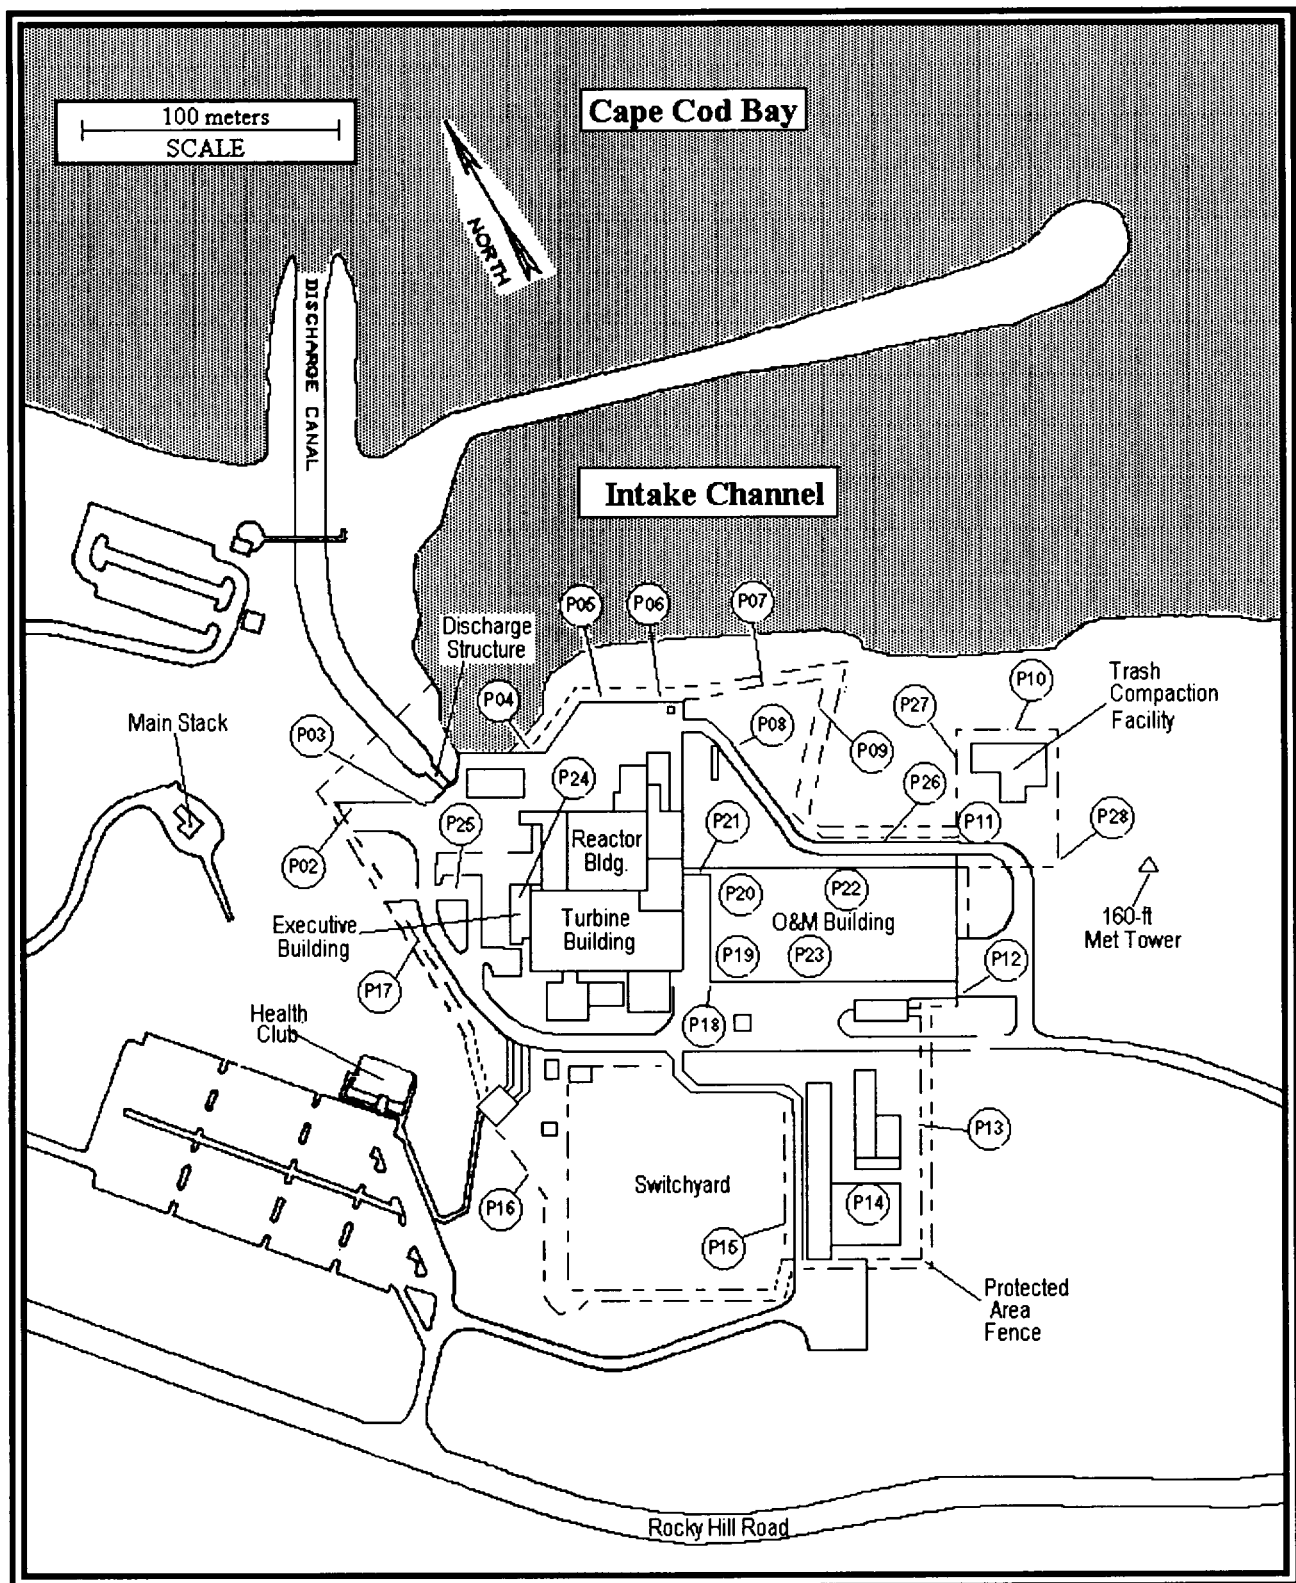 100 meters
SCALE
Cape Cod Bay
NORTH
DISCHARGE CANAL
Intake Channel
P05
P06
P07
Discharge
Structure
P04
P10
Trash
Compaction
Facility
P27
Main Stack
P03
P08
P09
P24
P26
P25
P21
P11
P28
Reactor
Bldg.
P02
P20
P22
160-ft
Met Tower
Executive
Building
Turbine
Building
O&M Building
P19
P23
P12
P17
Health
Club
P18
P13
Switchyard
P14
P16
P15
Protected
Area
Fence
Rocky Hill Road